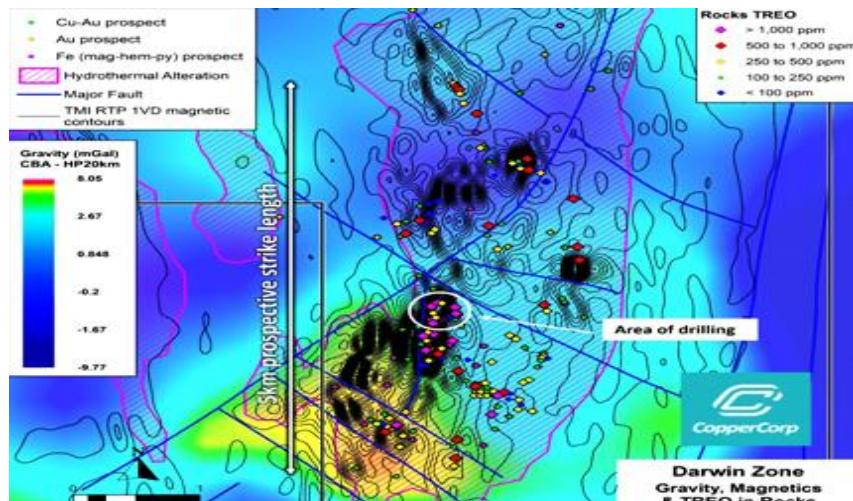 Cu-Au prospect
Au prospect
Fe (mag-hem-py) prospect
Hydrothermal Alteration
Major Fault
TMI RTP 1VD magnetic
contours
Rocks TREO
> 1,000 ppm
500 to 1,000 ppm
250 to 500 ppm
100 to 250 ppm
< 100 ppm
Gravity (mGal)
CBA - HP20km
8.05
2.67
0.848
-0.2
-1.67
-9.77
5km prospective strike length
Area of drilling
CopperCorp
Darwin Zone
Gravity, Magnetics
& TREO in Rocks